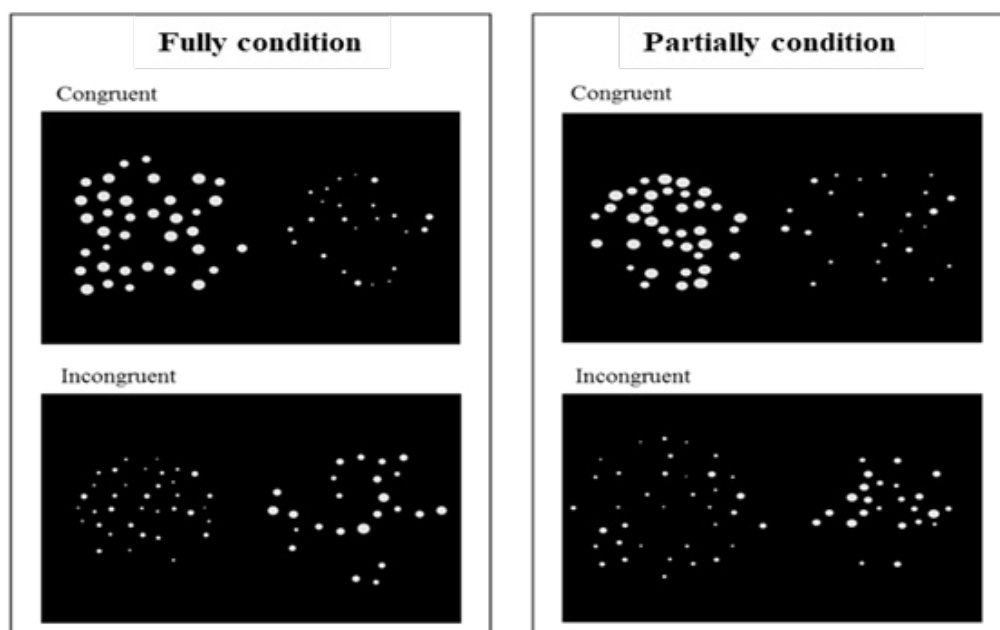 Fully condition
Congruent
Incongruent
Partially condition
Congruent
Incongruent